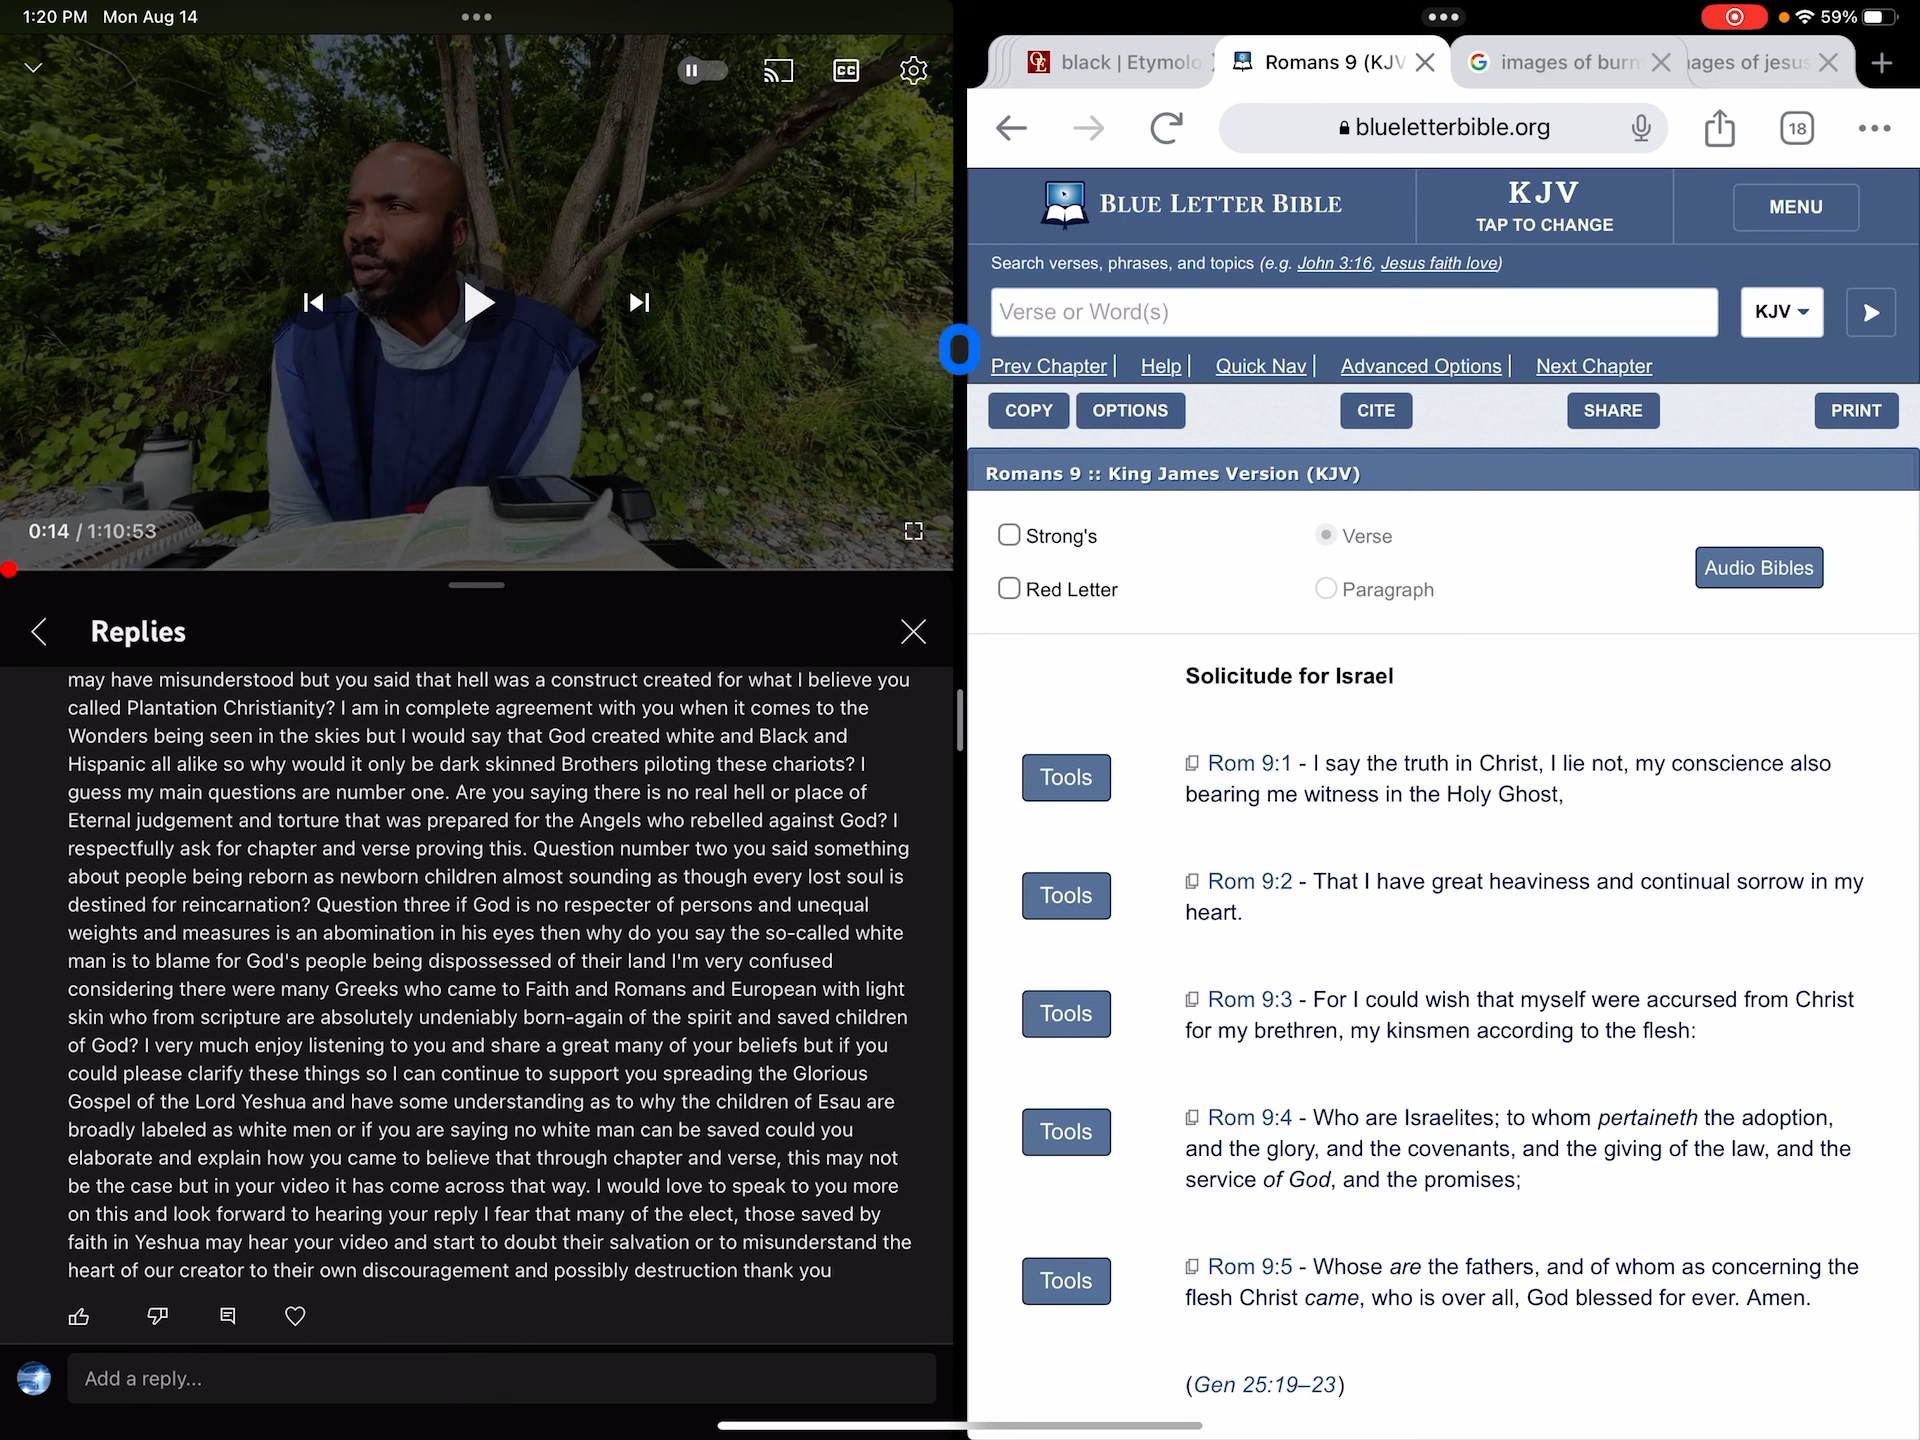 1:20 PM Mon Aug 14
59%
0:14 / 1:10:53
Replies
may have misunderstood but you said that hell was a construct created for what I believe you
called Plantation Christianity? I am in complete agreement with you when it comes to the
Wonders being seen in the skies but I would say that God created white and Black and
Hispanic all alike so why would it only be dark skinned Brothers piloting these chariots? I
guess my main questions are number one. Are you saying there is no real hell or place of
Eternal judgement and torture that was prepared for the Angels who rebelled against God? I
respectfully ask for chapter and verse proving this. Question number two you said something
about people being reborn as newborn children almost sounding as though every lost soul is
destined for reincarnation? Question three if God is no respecter of persons and unequal
weights and measures is an abomination in his eyes then why do you say the so-called white
man is to blame for God's people being dispossessed of their land I'm very confused
considering there were many Greeks who came to Faith and Romans and European with light
skin who from scripture are absolutely undeniably born-again of the spirit and saved children
of God? I very much enjoy listening to you and share a great many of your beliefs but if you
could please clarify these things so I can continue to support you spreading the Glorious
Gospel of the Lord Yeshua and have some understanding as to why the children of Esau are
broadly labeled as white men or if you are saying no white man can be saved could you
elaborate and explain how you came to believe that through chapter and verse, this may not
be the case but in your video it has come across that way. I would love to speak to you more
on this and look forward to hearing your reply I fear that many of the elect, those saved by
faith in Yeshua may hear your video and start to doubt their salvation or to misunderstand the
heart of our creator to their own discouragement and possibly destruction thank you
Add a reply...
black | Etymolo
Romans 9 (KJV
images of burn
ages of jesus
blueletterbible.org
18
BLUE LETTER BIBLE
KJV
TAP TO CHANGE
MENU
Search verses, phrases, and topics (e.g. John 3:16, Jesus faith love)
Verse or Word(s)
KJV
Prev Chapter | Help | Quick Nav | Advanced Options | Next Chapter
COPY OPTIONS CITE SHARE PRINT
Romans 9 :: King James Version (KJV)
Strong's
Verse
Red Letter
Paragraph
Audio Bibles
Solicitude for Israel
Tools
Rom 9:1 - I say the truth in Christ, I lie not, my conscience also
bearing me witness in the Holy Ghost,
Tools
Rom 9:2 - That I have great heaviness and continual sorrow in my
heart.
Tools
Rom 9:3 - For I could wish that myself were accursed from Christ
for my brethren, my kinsmen according to the flesh:
Tools
Rom 9:4 - Who are Israelites; to whom pertaineth the adoption,
and the glory, and the covenants, and the giving of the law, and the
service of God, and the promises;
Tools
Rom 9:5 - Whose are the fathers, and of whom as concerning the
flesh Christ came, who is over all, God blessed for ever. Amen.
(Gen 25:19–23)